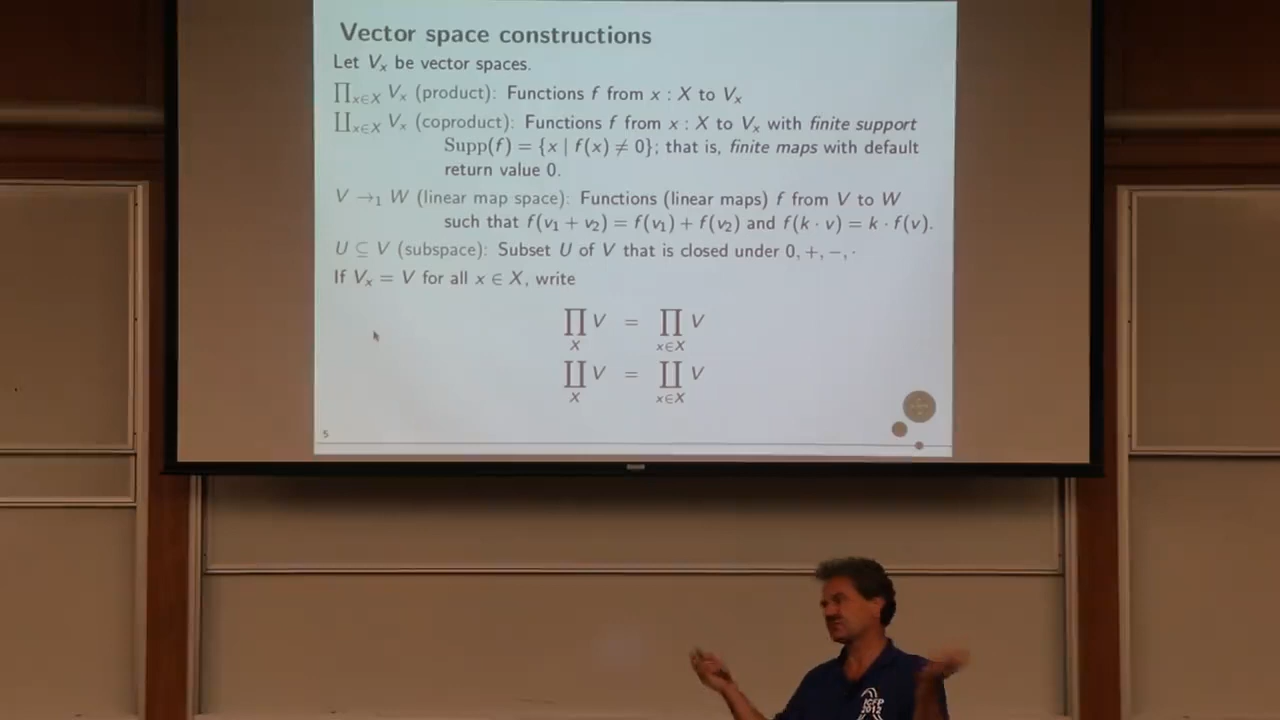 Vector space constructions
Let Vₓ be vector spaces.
∏ₓ∈X Vₓ (product): Functions f from x : X to Vₓ
∐ₓ∈X Vₓ (coproduct): Functions f from x : X to Vₓ with finite support
Supp(f) = {x | f(x) ≠ 0}; that is, finite maps with default
return value 0.
V →₁ W (linear map space): Functions (linear maps) f from V to W
such that f(v₁ + v₂) = f(v₁) + f(v₂) and f(k · v) = k · f(v).
U ⊆ V (subspace): Subset U of V that is closed under 0, +, −, ·
If Vₓ = V for all x ∈ X, write
∏ V = ∏ V
X x∈X
∐ V = ∐ V
X x∈X
5
ICFP
2012